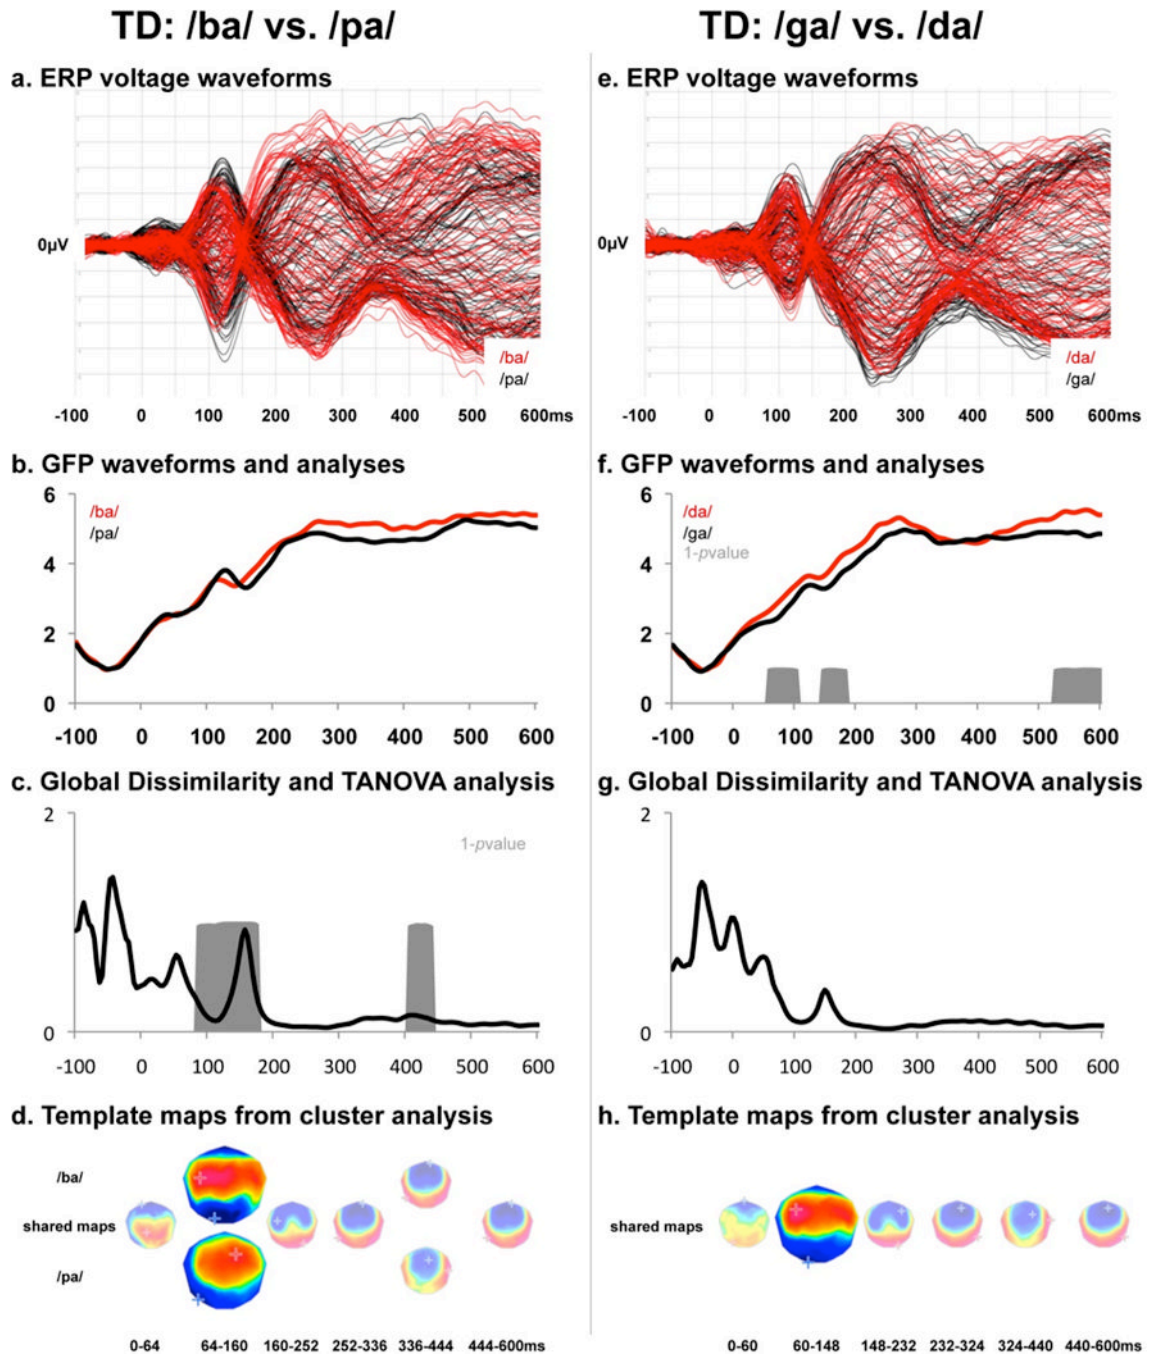 TD: /ba/ vs. /pa/
a. ERP voltage waveforms
0µV
/ba/
/pa/
-100 0 100 200 300 400 500 600ms
b. GFP waveforms and analyses
6
/ba/
/pa/
4
2
0
-100 0 100 200 300 400 500 600
c. Global Dissimilarity and TANOVA analysis
2
1-pvalue
0
-100 0 100 200 300 400 500 600
d. Template maps from cluster analysis
/ba/
shared maps
/pa/
0-64 64-160 160-252 252-336 336-444 444-600ms
TD: /ga/ vs. /da/
e. ERP voltage waveforms
0µV
/da/
/ga/
-100 0 100 200 300 400 500 600ms
f. GFP waveforms and analyses
6
/da/
/ga/
1-pvalue
4
2
0
-100 0 100 200 300 400 500 600
g. Global Dissimilarity and TANOVA analysis
2
0
-100 0 100 200 300 400 500 600
h. Template maps from cluster analysis
shared maps
0-60 60-148 148-232 232-324 324-440 440-600ms